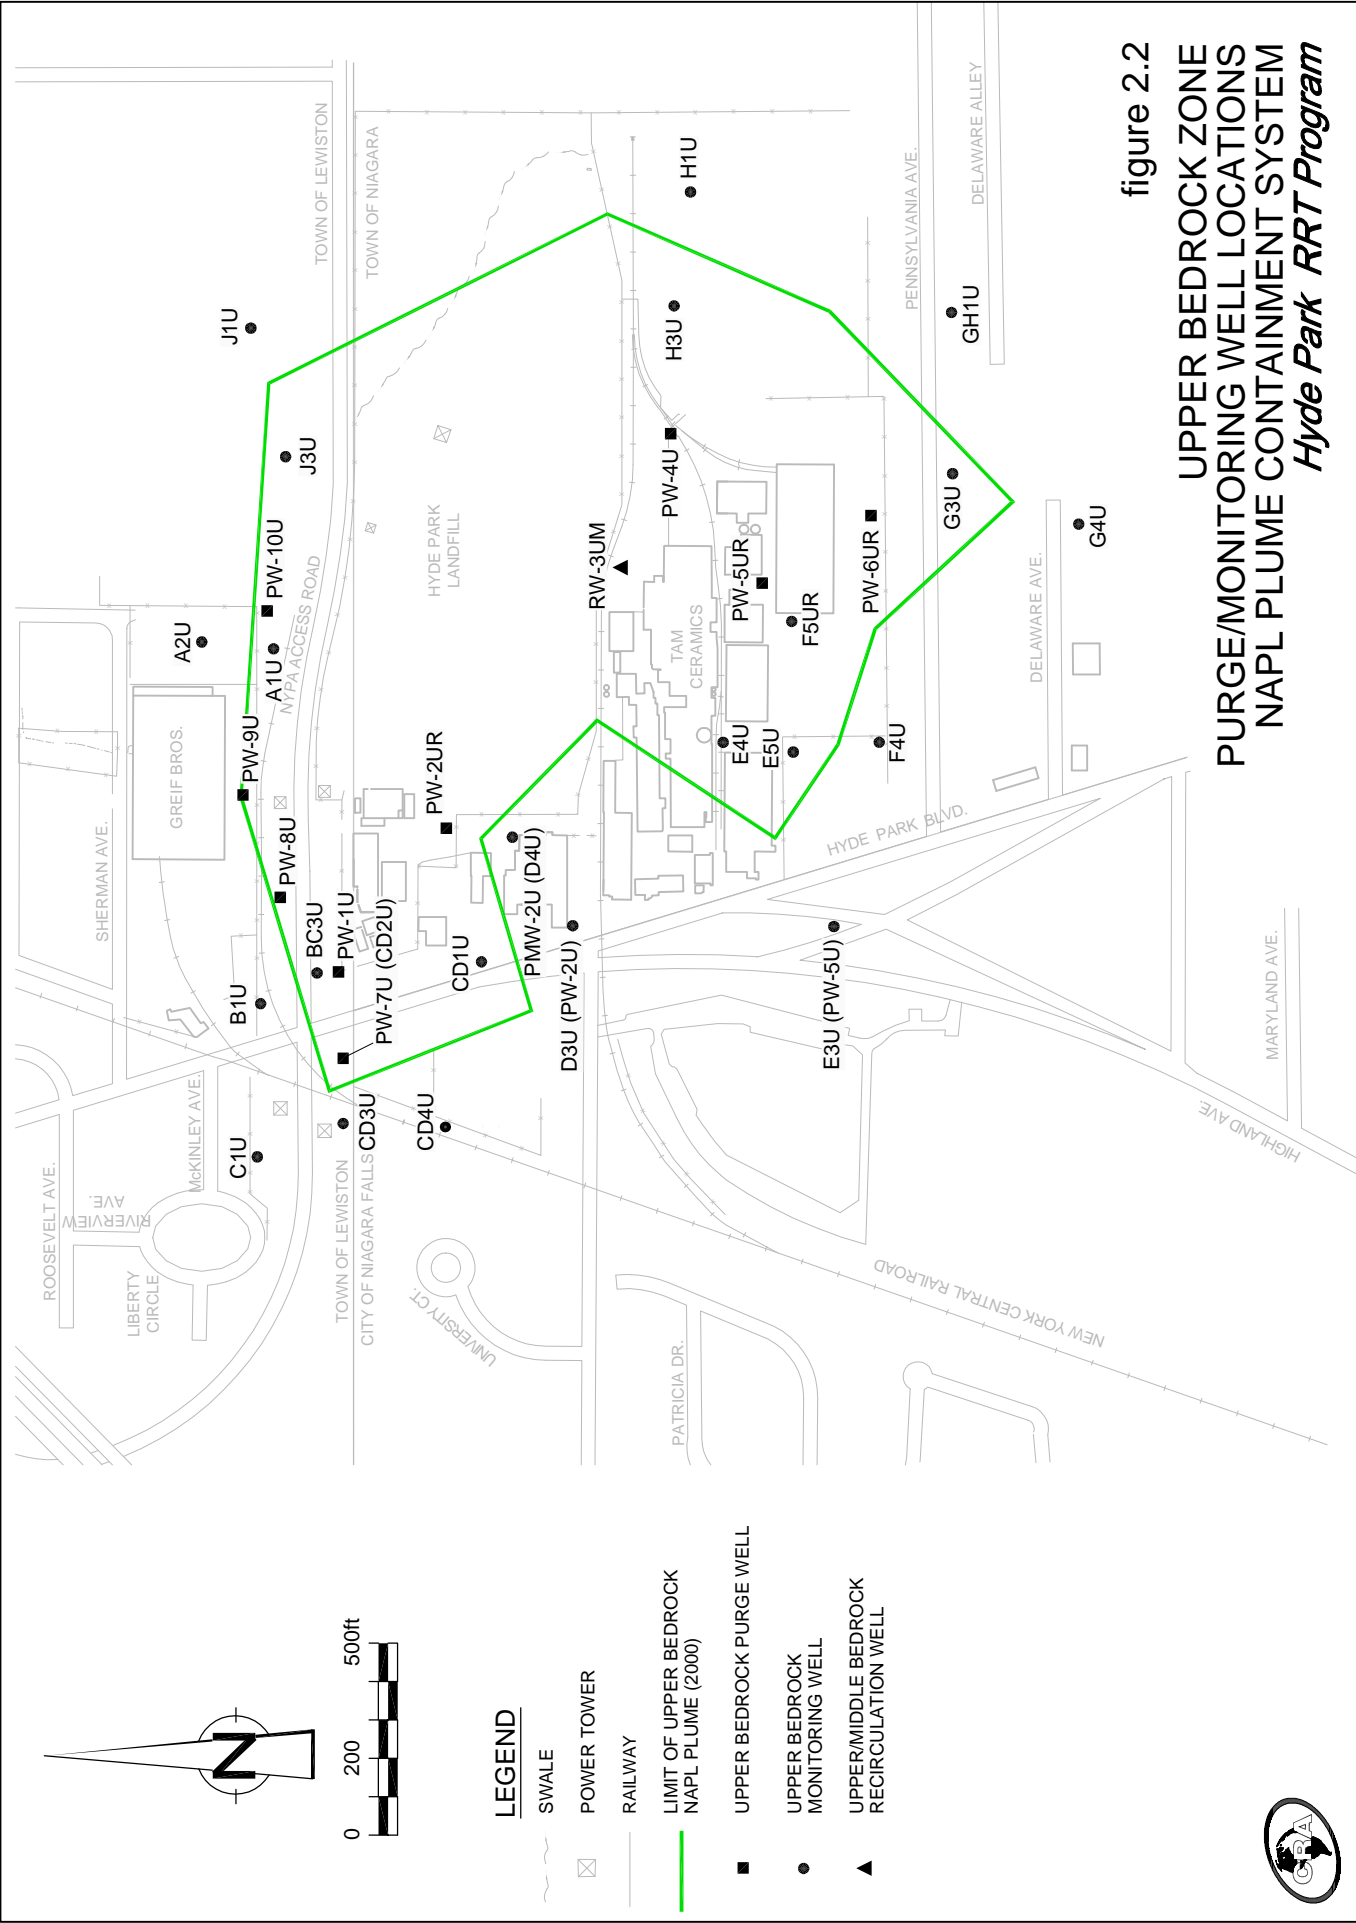 ROOSEVELT AVE.
RIVERVIEW
AVE.
LIBERTY
CIRCLE
McKINLEY AVE.
SHERMAN AVE.
GREIF BROS.
C1U
B1U
A2U
A1U
J1U
J3U
PW-10U
PW-9U
PW-8U
BC3U
PW-1U
PW-7U (CD2U)
CD3U
CD4U
CD1U
NYPA ACCESS ROAD
TOWN OF LEWISTON
TOWN OF NIAGARA
TOWN OF LEWISTON
CITY OF NIAGARA FALLS
HYDE PARK
LANDFILL
PW-2UR
PMW-2U (D4U)
D3U (PW-2U)
UNIVERSITY CT.
RW-3UM
TAM
CERAMICS
PW-4U
H3U
H1U
PW-5UR
F5UR
E4U
E5U
PW-6UR
F4U
E3U (PW-5U)
HYDE PARK BLVD.
PATRICIA DR.
NEW YORK CENTRAL RAILROAD
PENNSYLVANIA AVE.
DELAWARE ALLEY
GH1U
G3U
G4U
DELAWARE AVE.
HIGHLAND AVE.
MARYLAND AVE.
N
0 200 500ft
LEGEND
SWALE
POWER TOWER
RAILWAY
LIMIT OF UPPER BEDROCK
NAPL PLUME (2000)
UPPER BEDROCK PURGE WELL
UPPER BEDROCK
MONITORING WELL
UPPER/MIDDLE BEDROCK
RECIRCULATION WELL
CRA
figure 2.2
UPPER BEDROCK ZONE
PURGE/MONITORING WELL LOCATIONS
NAPL PLUME CONTAINMENT SYSTEM
Hyde Park RRT Program